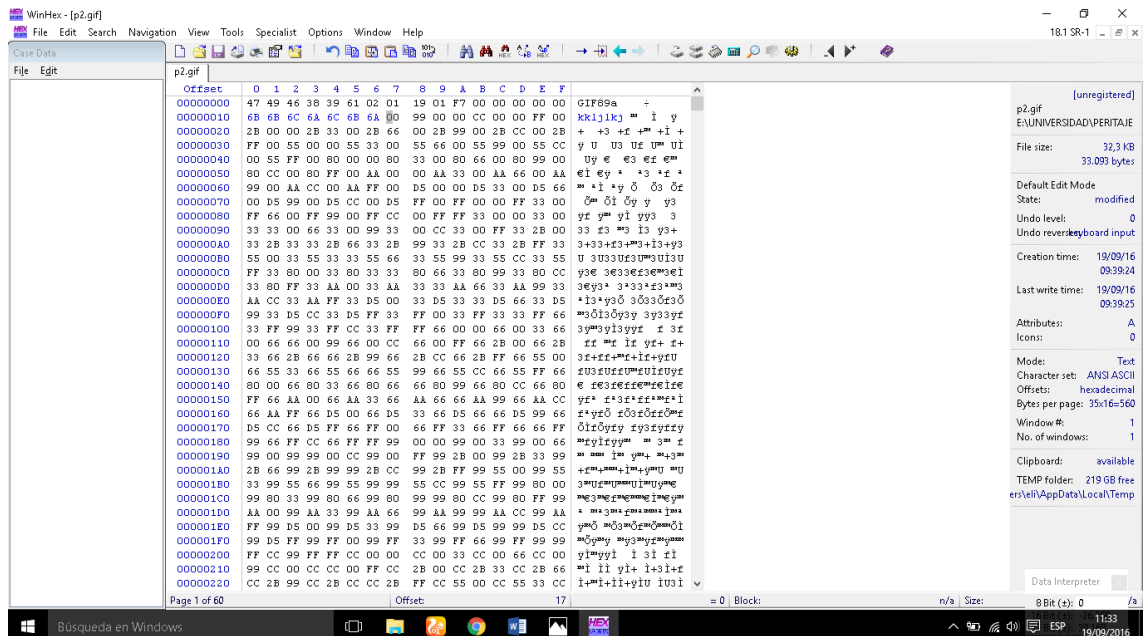 WinHex - [p2.gif]
File Edit Search Navigation View Tools Specialist Options Window Help
18.1 SR-1
Case Data
File Edit
p2.gif
Offset 0 1 2 3 4 5 6 7 8 9 A B C D E F
00000000 47 49 46 38 39 61 02 01 19 01 F7 00 00 00 00 00 GIF89a ÷
00000010 6B 6B 6C 6A 6C 6B 6A 00 99 00 00 CC 00 00 FF 00 kkljlkj ™ Ì ÿ
00000020 2B 00 00 2B 33 00 2B 66 00 2B 99 00 2B CC 00 2B
00000030 FF 00 55 00 00 55 33 00 55 66 00 55 99 00 55 CC
00000040 00 55 FF 00 80 00 00 80 33 00 80 66 00 80 99 00
00000050 80 CC 00 80 FF 00 AA 00 00 AA 33 00 AA 66 00 AA
00000060 99 00 AA CC 00 AA FF 00 D5 00 00 D5 33 00 D5 66
00000070 00 D5 99 00 D5 CC 00 D5 FF 00 FF 00 00 FF 33 00
00000080 FF 66 00 FF 99 00 FF CC 00 FF FF 33 00 00 33 00
00000090 33 33 00 66 33 00 99 33 00 CC 33 00 FF 33 2B 00
000000A0 33 2B 33 33 2B 66 33 2B 99 33 2B CC 33 2B FF 33
000000B0 55 00 33 55 33 33 55 66 33 55 99 33 55 CC 33 55
000000C0 FF 33 80 00 33 80 33 33 80 66 33 80 99 33 80 CC
000000D0 33 80 FF 33 AA 00 33 AA 33 33 AA 66 33 AA 99 33
000000E0 AA CC 33 AA FF 33 D5 00 33 D5 33 33 D5 66 33 D5
000000F0 99 33 D5 CC 33 D5 FF 33 FF 00 33 FF 33 33 FF 66
00000100 33 FF 99 33 FF CC 33 FF FF 66 00 00 66 00 33 66
00000110 00 66 66 00 99 66 00 CC 66 00 FF 66 2B 00 66 2B
00000120 33 66 2B 66 66 2B 99 66 2B CC 66 2B FF 66 55 00
00000130 66 55 33 66 55 66 66 55 99 66 55 CC 66 55 FF 66
00000140 80 00 66 80 33 66 80 66 66 80 99 66 80 CC 66 80
00000150 FF 66 AA 00 66 AA 33 66 AA 66 66 AA 99 66 AA CC
00000160 66 AA FF 66 D5 00 66 D5 33 66 D5 66 66 D5 99 66
00000170 D5 CC 66 D5 FF 66 FF 00 66 FF 33 66 FF 66 66 FF
00000180 99 66 FF CC 66 FF FF 99 00 00 99 00 33 99 00 66
00000190 99 00 99 99 00 CC 99 00 FF 99 2B 00 99 2B 33 99
000001A0 2B 66 99 2B 99 99 2B CC 99 2B FF 99 55 00 99 55
000001B0 33 99 55 66 99 55 99 99 55 CC 99 55 FF 99 80 00
000001C0 99 80 33 99 80 66 99 80 99 99 80 CC 99 80 FF 99
000001D0 AA 00 99 AA 33 99 AA 66 99 AA 99 99 AA CC 99 AA
000001E0 FF 99 D5 00 99 D5 33 99 D5 66 99 D5 99 99 D5 CC
000001F0 99 D5 FF 99 FF 00 99 FF 33 99 FF 66 99 FF 99 99
00000200 FF CC 99 FF FF CC 00 00 CC 00 33 CC 00 66 CC 00
00000210 99 CC 00 CC CC 00 FF CC 2B 00 CC 2B 33 CC 2B 66
00000220 CC 2B 99 CC 2B CC CC 2B FF CC 55 00 CC 55 33 CC
Page 1 of 60 Offset: 17 = 0 Block: n/a Size: /a
[unregistered]
p2.gif
E:\UNIVERSIDAD\PERITAJE
File size: 32,3 KB
33.093 bytes
Default Edit Mode
State: modified
Undo level: 0
Undo reverses: keyboard input
Creation time: 19/09/16
09:39:24
Last write time: 19/09/16
09:39:25
Attributes: A
Icons: 0
Mode: Text
Character set: ANSI ASCII
Offsets: hexadecimal
Bytes per page: 35x16=560
Window #: 1
No. of windows: 1
Clipboard: available
TEMP folder: 219 GB free
ers\eli\AppData\Local\Temp
Data Interpreter
8 Bit (±): 0
Búsqueda en Windows
ESP
11:33
19/09/2016